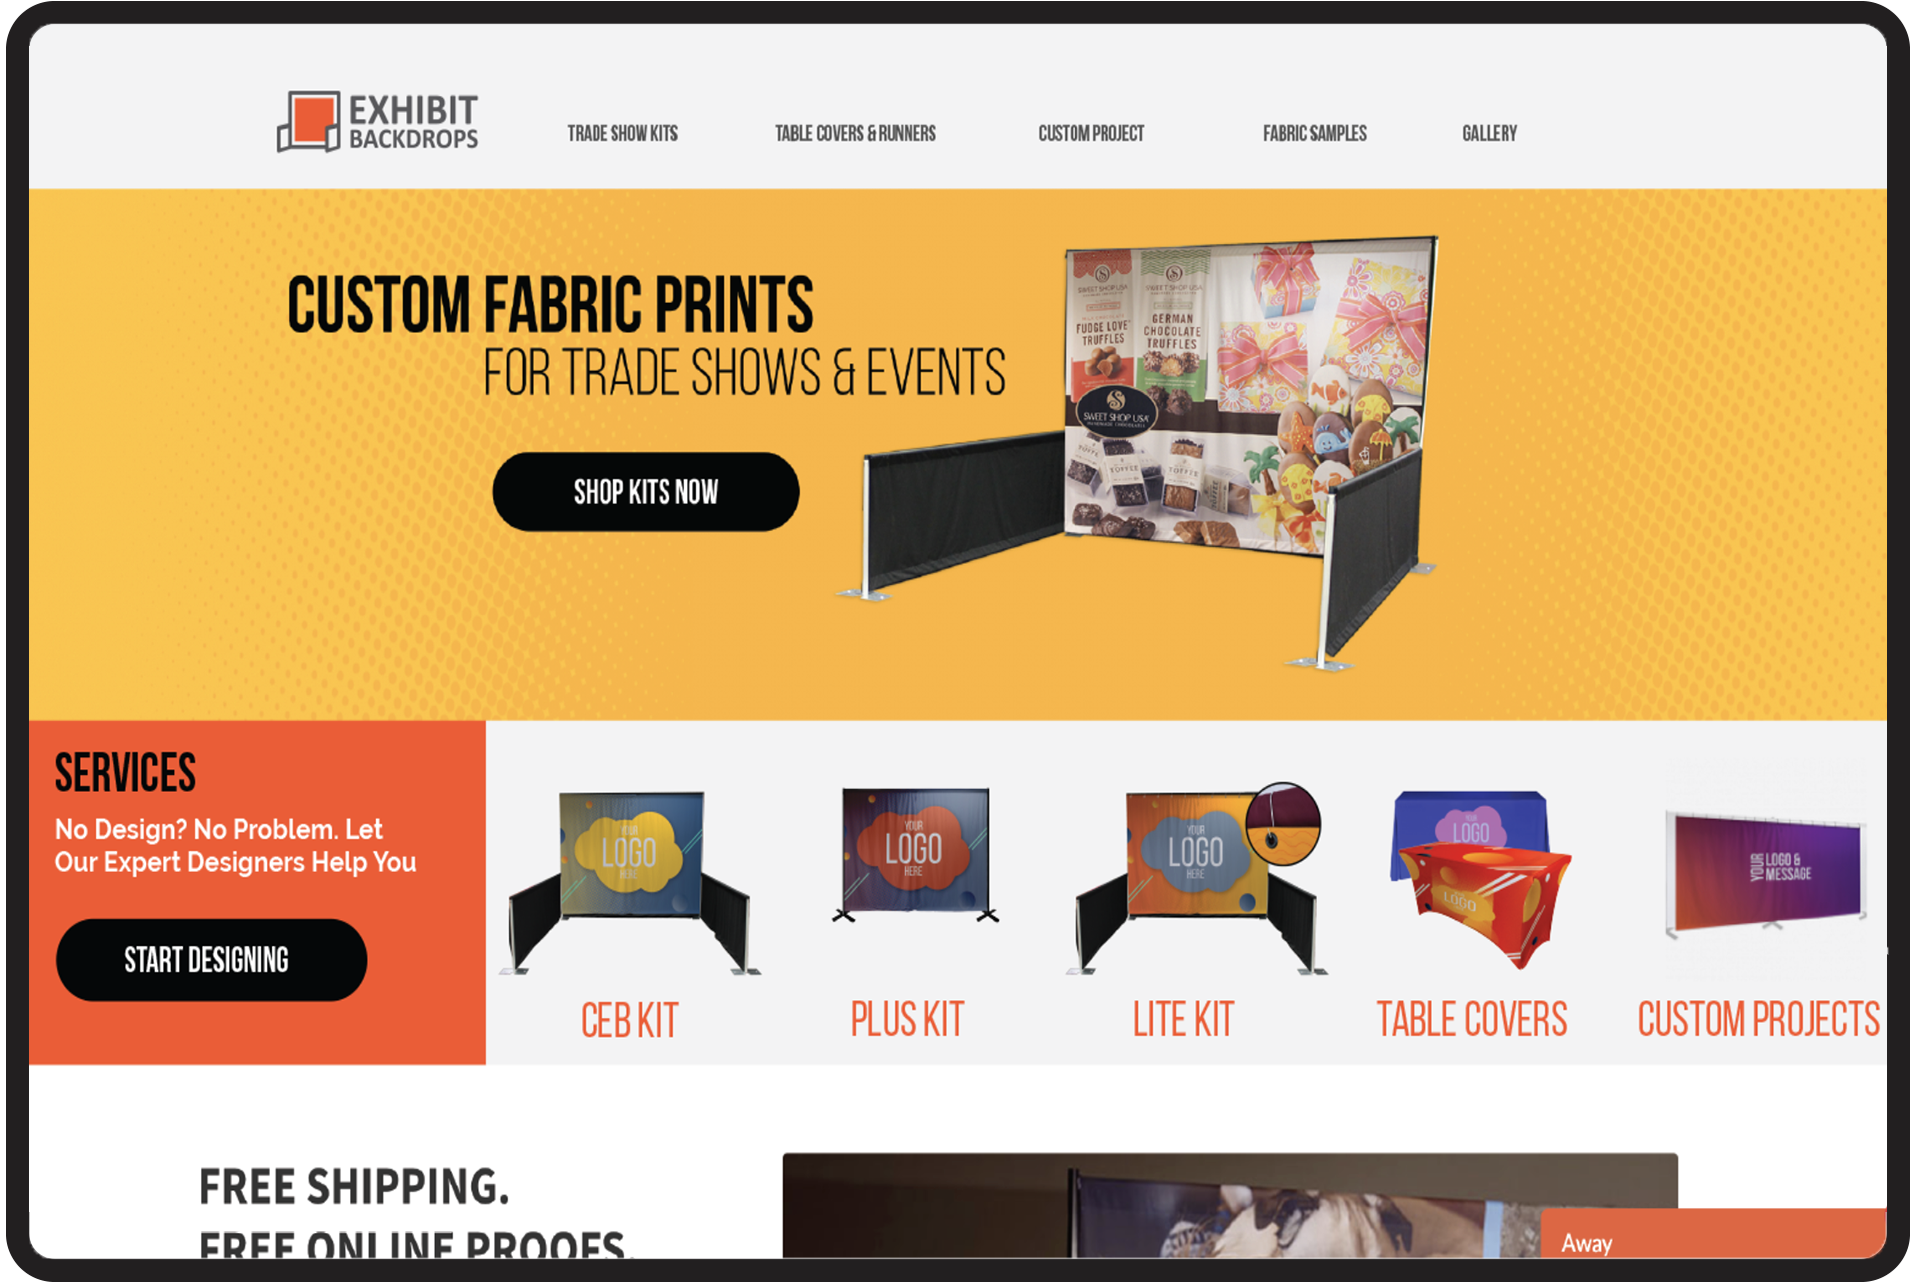 EXHIBIT
BACKDROPS
TRADE SHOW KITS
TABLE COVERS & RUNNERS
CUSTOM PROJECT
FABRIC SAMPLES
GALLERY
CUSTOM FABRIC PRINTS
FOR TRADE SHOWS & EVENTS
SHOP KITS NOW
SWEET SHOP USA
SWEET SHOP USA
FUDGE LOVE
TRUFFLES
GERMAN
CHOCOLATE
TRUFFLES
SWEET SHOP USA
HANDMADE CHOCOLATES
TOFFEE
TOFFEE
TOFFEE
SERVICES
No Design? No Problem. Let
Our Expert Designers Help You
START DESIGNING
YOUR
LOGO
HERE
CEB KIT
YOUR
LOGO
HERE
PLUS KIT
YOUR
LOGO
HERE
LITE KIT
LOGO
LOGO
TABLE COVERS
YOUR
LOGO &
MESSAGE
CUSTOM PROJECTS
FREE SHIPPING.
FREE ONLINE PROOFS.
Away